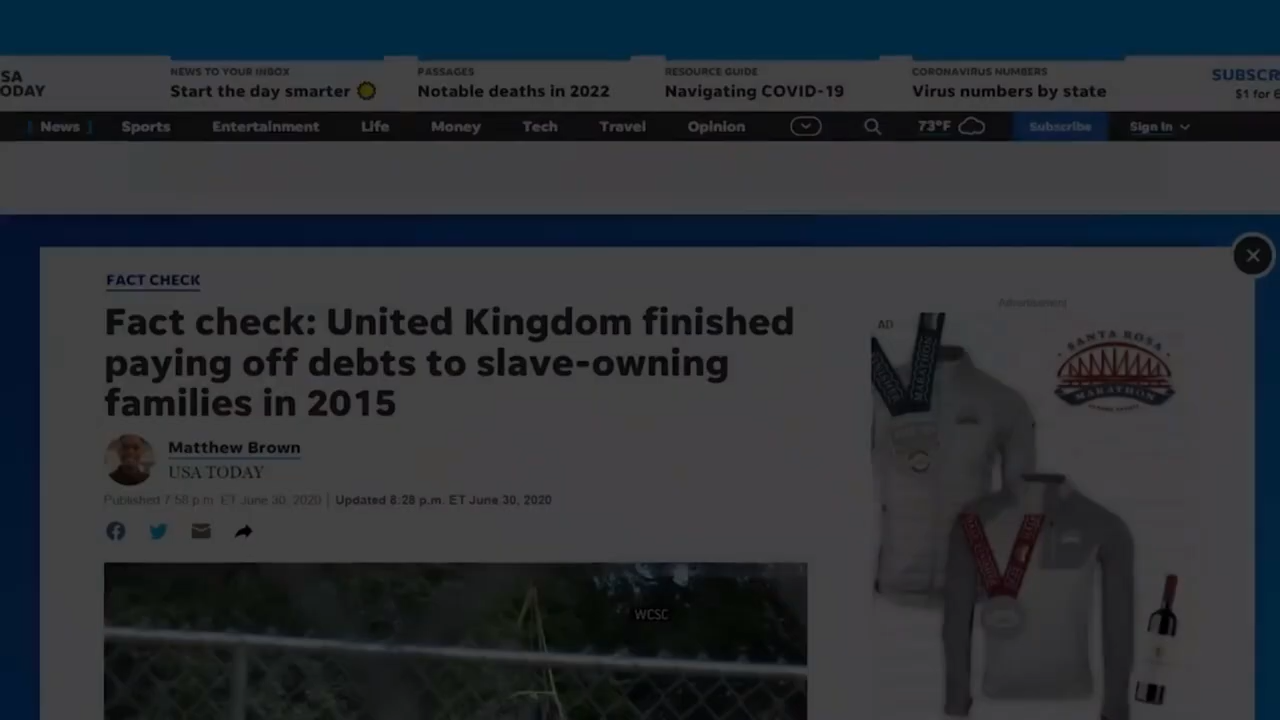 SA
ODAY
NEWS TO YOUR INBOX
Start the day smarter
PASSAGES
Notable deaths in 2022
RESOURCE GUIDE
Navigating COVID-19
CORONAVIRUS NUMBERS
Virus numbers by state
SUBSCR
$1 for 6
News Sports Entertainment Life Money Tech Travel Opinion 73°F Subscribe Sign In
FACT CHECK
Fact check: United Kingdom finished
paying off debts to slave-owning
families in 2015
Matthew Brown
USA TODAY
Published 7:58 p.m. ET June 30, 2020 | Updated 8:28 p.m. ET June 30, 2020
WCSC
Advertisement
AD
SANTA ROSA
MARATHON
MARATHON